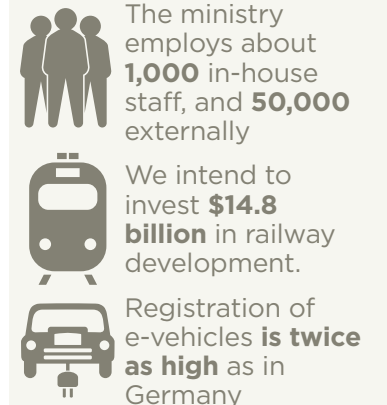 The ministry
employs about
1,000 in-house
staff, and 50,000
externally
We intend to
invest $14.8
billion in railway
development.
Registration of
e-vehicles is twice
as high as in
Germany